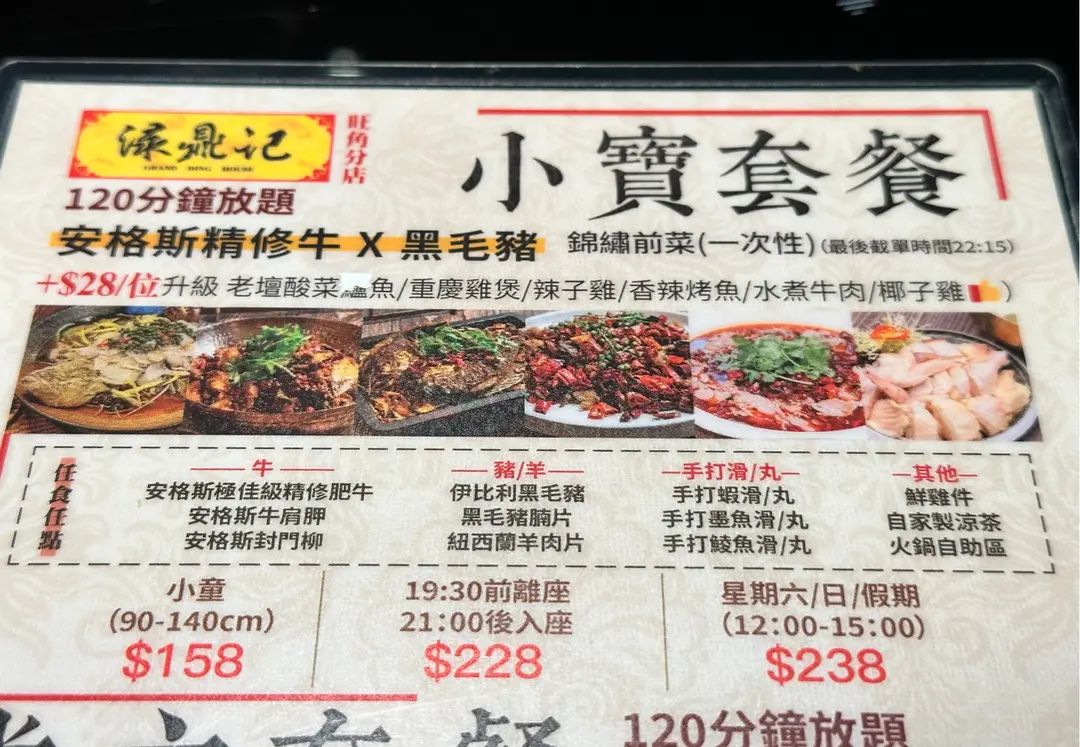 渌鼎记
GRAND DING HOUSE
旺角分店
小寶套餐
120分鐘放題
安格斯精修牛 X 黑毛豬
錦繡前菜(一次性)(最後截單時間22:15)
+$28/位升級 老壇酸菜鱸魚/重慶雞煲/辣子雞/香辣烤魚/水煮牛肉/椰子雞)
任食任點
牛
安格斯極佳級精修肥牛
安格斯牛肩胛
安格斯封門柳
豬/羊
伊比利黑毛豬
黑毛豬腩片
紐西蘭羊肉片
手打滑/丸
手打蝦滑/丸
手打墨魚滑/丸
手打鯪魚滑/丸
其他
鮮雞件
自家製涼茶
火鍋自助區
小童
(90-140cm)
$158
19:30前離座
21:00後入座
$228
星期六/日/假期
(12:00-15:00)
$238
套餐
120分鐘放題